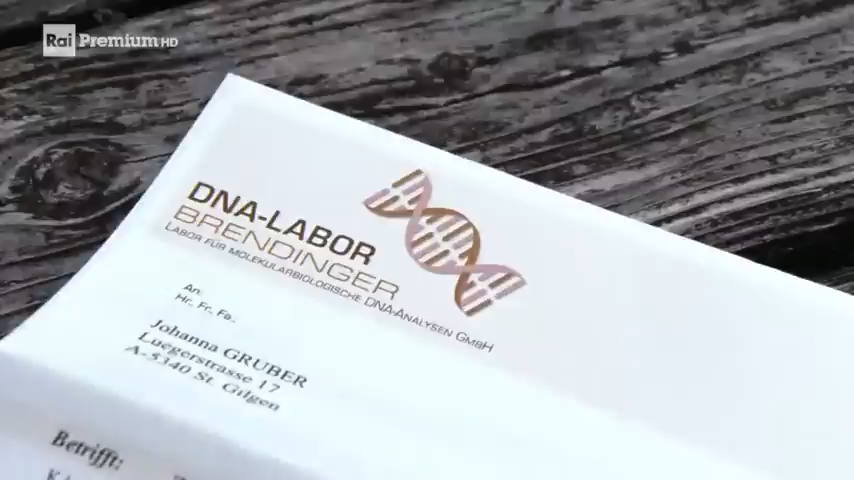 Rai Premium HD
DNA-LABOR
BRENDINGER
LABOR FÜR MOLEKULARBIOLOGISCHE DNA-ANALYSEN GMBH
An:
Hr. Fr. Fa.
Johanna GRUBER
Luegerstrasse 17
A-5340 St. Gilgen
Betrifft: